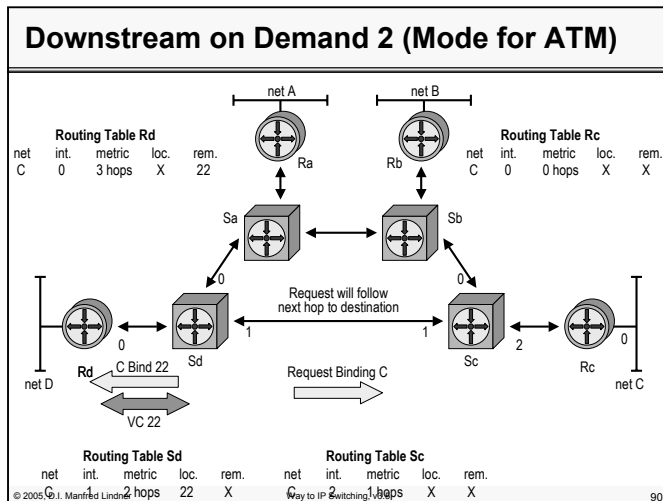 Downstream on Demand 2 (Mode for ATM)
net A
net B
Routing Table Rd
net int. metric loc. rem.
C 0 3 hops X 22
Routing Table Rc
net int. metric loc. rem.
C 0 0 hops X X
Ra
Rb
Sa
Sb
0
0
Request will follow
next hop to destination
0
1
1
2
0
Rd
Sd
Sc
Rc
net D
net C
C Bind 22
Request Binding C
VC 22
Routing Table Sd
net int. metric loc. rem.
C 1 2 hops 22 X
Routing Table Sc
net int. metric loc. rem.
C 2 1 hops X X
© 2005, D.I. Manfred Lindner
Way to IP Switching,
90